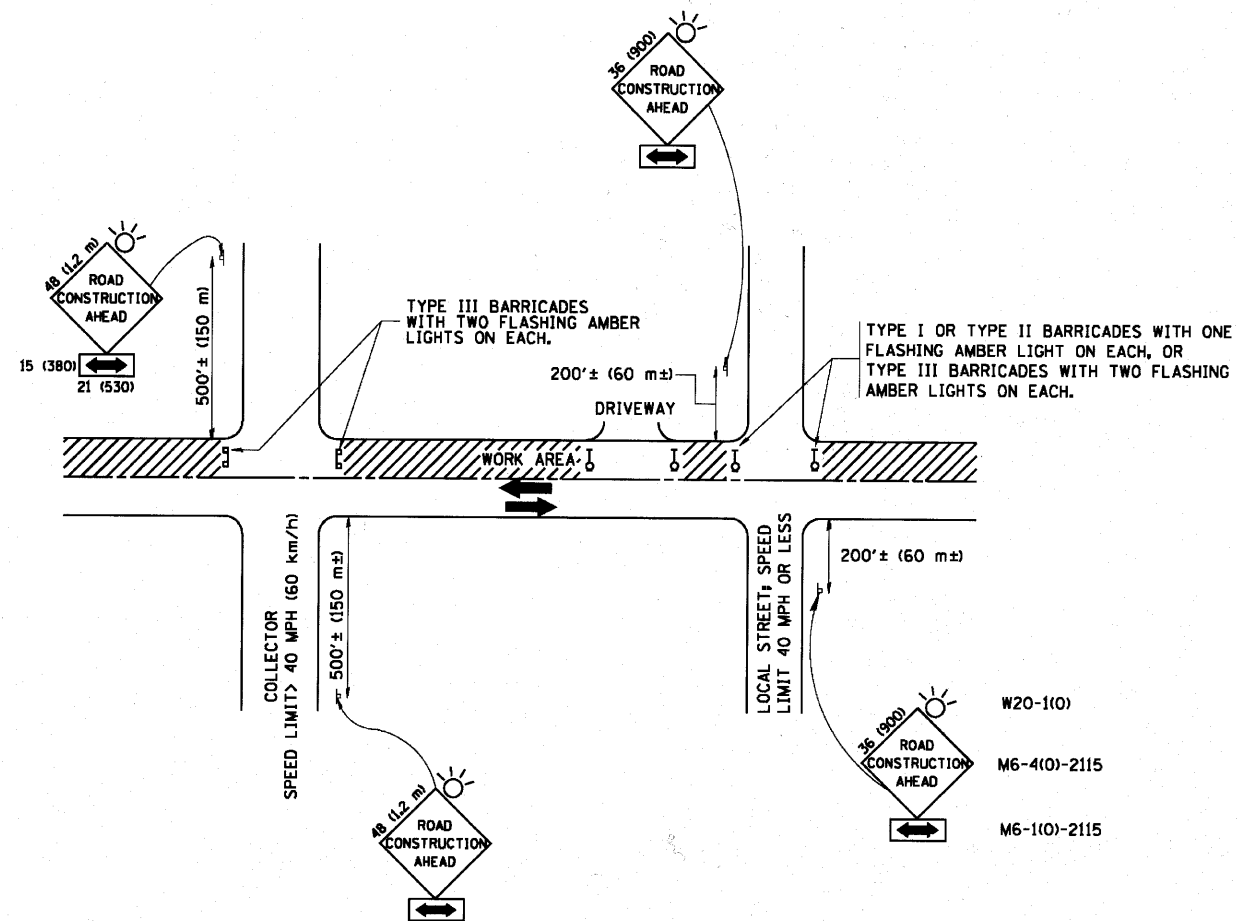 36 (900)
ROAD
CONSTRUCTION
AHEAD
48 (1.2 m)
ROAD
CONSTRUCTION
AHEAD
15 (380)
21 (530)
500'± (150 m)
TYPE III BARRICADES
WITH TWO FLASHING AMBER
LIGHTS ON EACH.
200'± (60 m±)
DRIVEWAY
TYPE I OR TYPE II BARRICADES WITH ONE
FLASHING AMBER LIGHT ON EACH, OR
TYPE III BARRICADES WITH TWO FLASHING
AMBER LIGHTS ON EACH.
WORK AREA
COLLECTOR
SPEED LIMIT> 40 MPH (60 km/h)
500'± (150 m±)
LOCAL STREET; SPEED
LIMIT 40 MPH OR LESS
200'± (60 m±)
48 (1.2 m)
ROAD
CONSTRUCTION
AHEAD
36 (900)
ROAD
CONSTRUCTION
AHEAD
W20-1(O)
M6-4(O)-2115
M6-1(O)-2115